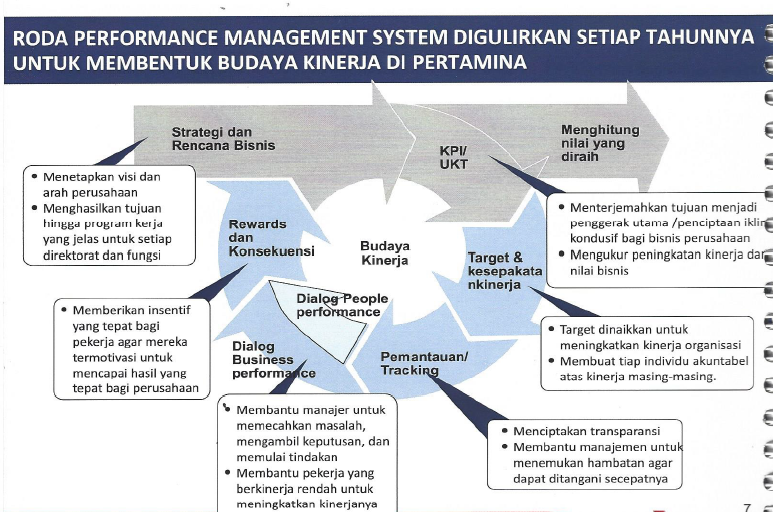 RODA PERFORMANCE MANAGEMENT SYSTEM DIGULIRKAN SETIAP TAHUNNYA
UNTUK MEMBENTUK BUDAYA KINERJA DI PERTAMINA
Strategi dan
Rencana Bisnis
KPI/
UKT
Menghitung
nilai yang
diraih
• Menetapkan visi dan
arah perusahaan
• Menghasilkan tujuan
hingga program kerja
yang jelas untuk setiap
direktorat dan fungsi
• Menterjemahkan tujuan menjadi
penggerak utama /penciptaan iklim
kondusif bagi bisnis perusahaan
• Mengukur peningkatan kinerja dan
nilai bisnis
Rewards
dan
Konsekuensi
Budaya
Kinerja
Target &
kesepakata
nkinerja
Dialog People
performance
Dialog
Business
performance
Pemantauan/
Tracking
• Memberikan insentif
yang tepat bagi
pekerja agar mereka
termotivasi untuk
mencapai hasil yang
tepat bagi perusahaan
• Target dinaikkan untuk
meningkatkan kinerja organisasi
• Membuat tiap individu akuntabel
atas kinerja masing-masing.
• Membantu manajer untuk
memecahkan masalah,
mengambil keputusan, dan
memulai tindakan
• Membantu pekerja yang
berkinerja rendah untuk
meningkatkan kinerjanya
• Menciptakan transparansi
• Membantu manajemen untuk
menemukan hambatan agar
dapat ditangani secepatnya
7